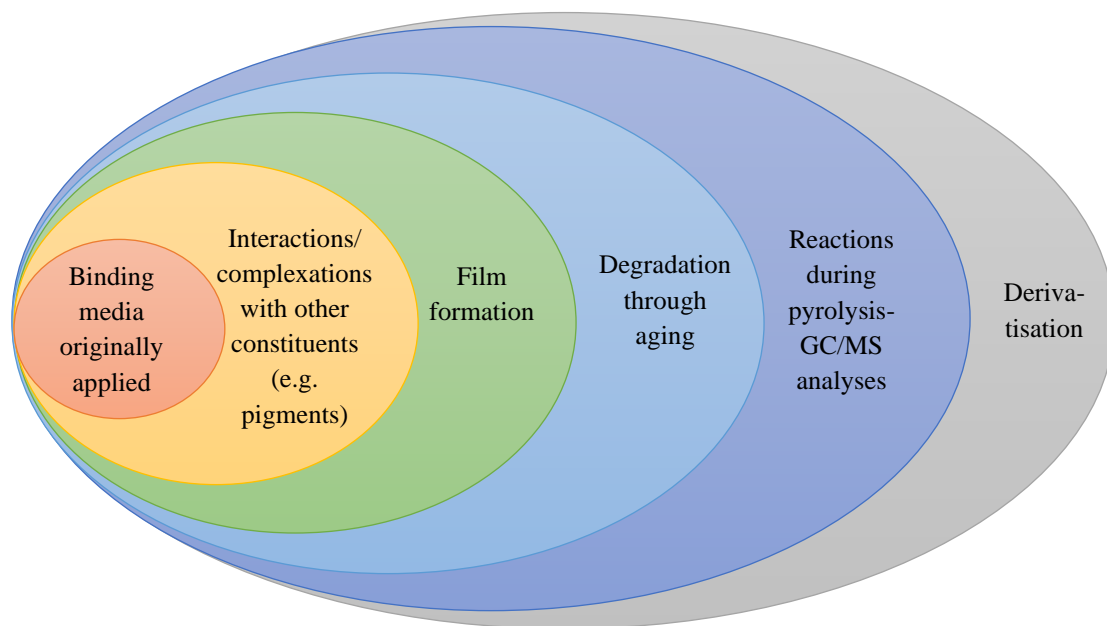 Binding
media
originally
applied
Interactions/
complexations
with other
constituents
(e.g.
pigments)
Film
formation
Degradation
through
aging
Reactions
during
pyrolysis-
GC/MS
analyses
Deriva-
tisation